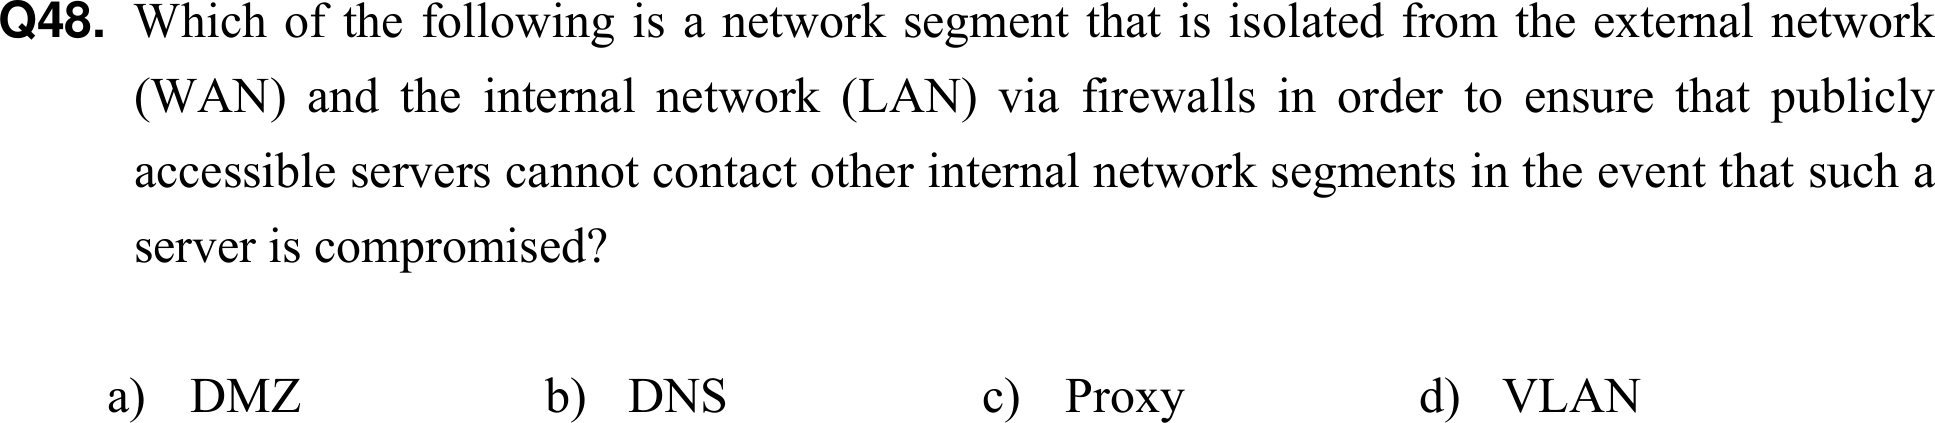 Q48. Which of the following is a network segment that is isolated from the external network
(WAN) and the internal network (LAN) via firewalls in order to ensure that publicly
accessible servers cannot contact other internal network segments in the event that such a
server is compromised?
a) DMZ b) DNS c) Proxy d) VLAN